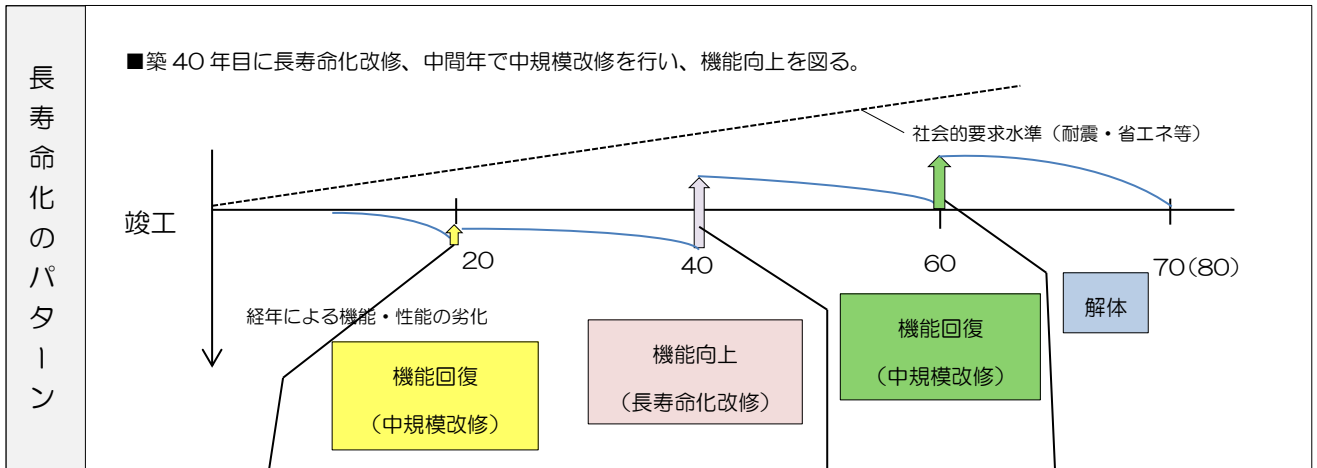 長寿命化のパターン
■築 40 年目に長寿命化改修、中間年で中規模改修を行い、機能向上を図る。
社会的要求水準（耐震・省エネ等）
竣工
20
40
60
70(80)
経年による機能・性能の劣化
機能回復
（中規模改修）
機能向上
（長寿命化改修）
機能回復
（中規模改修）
解体